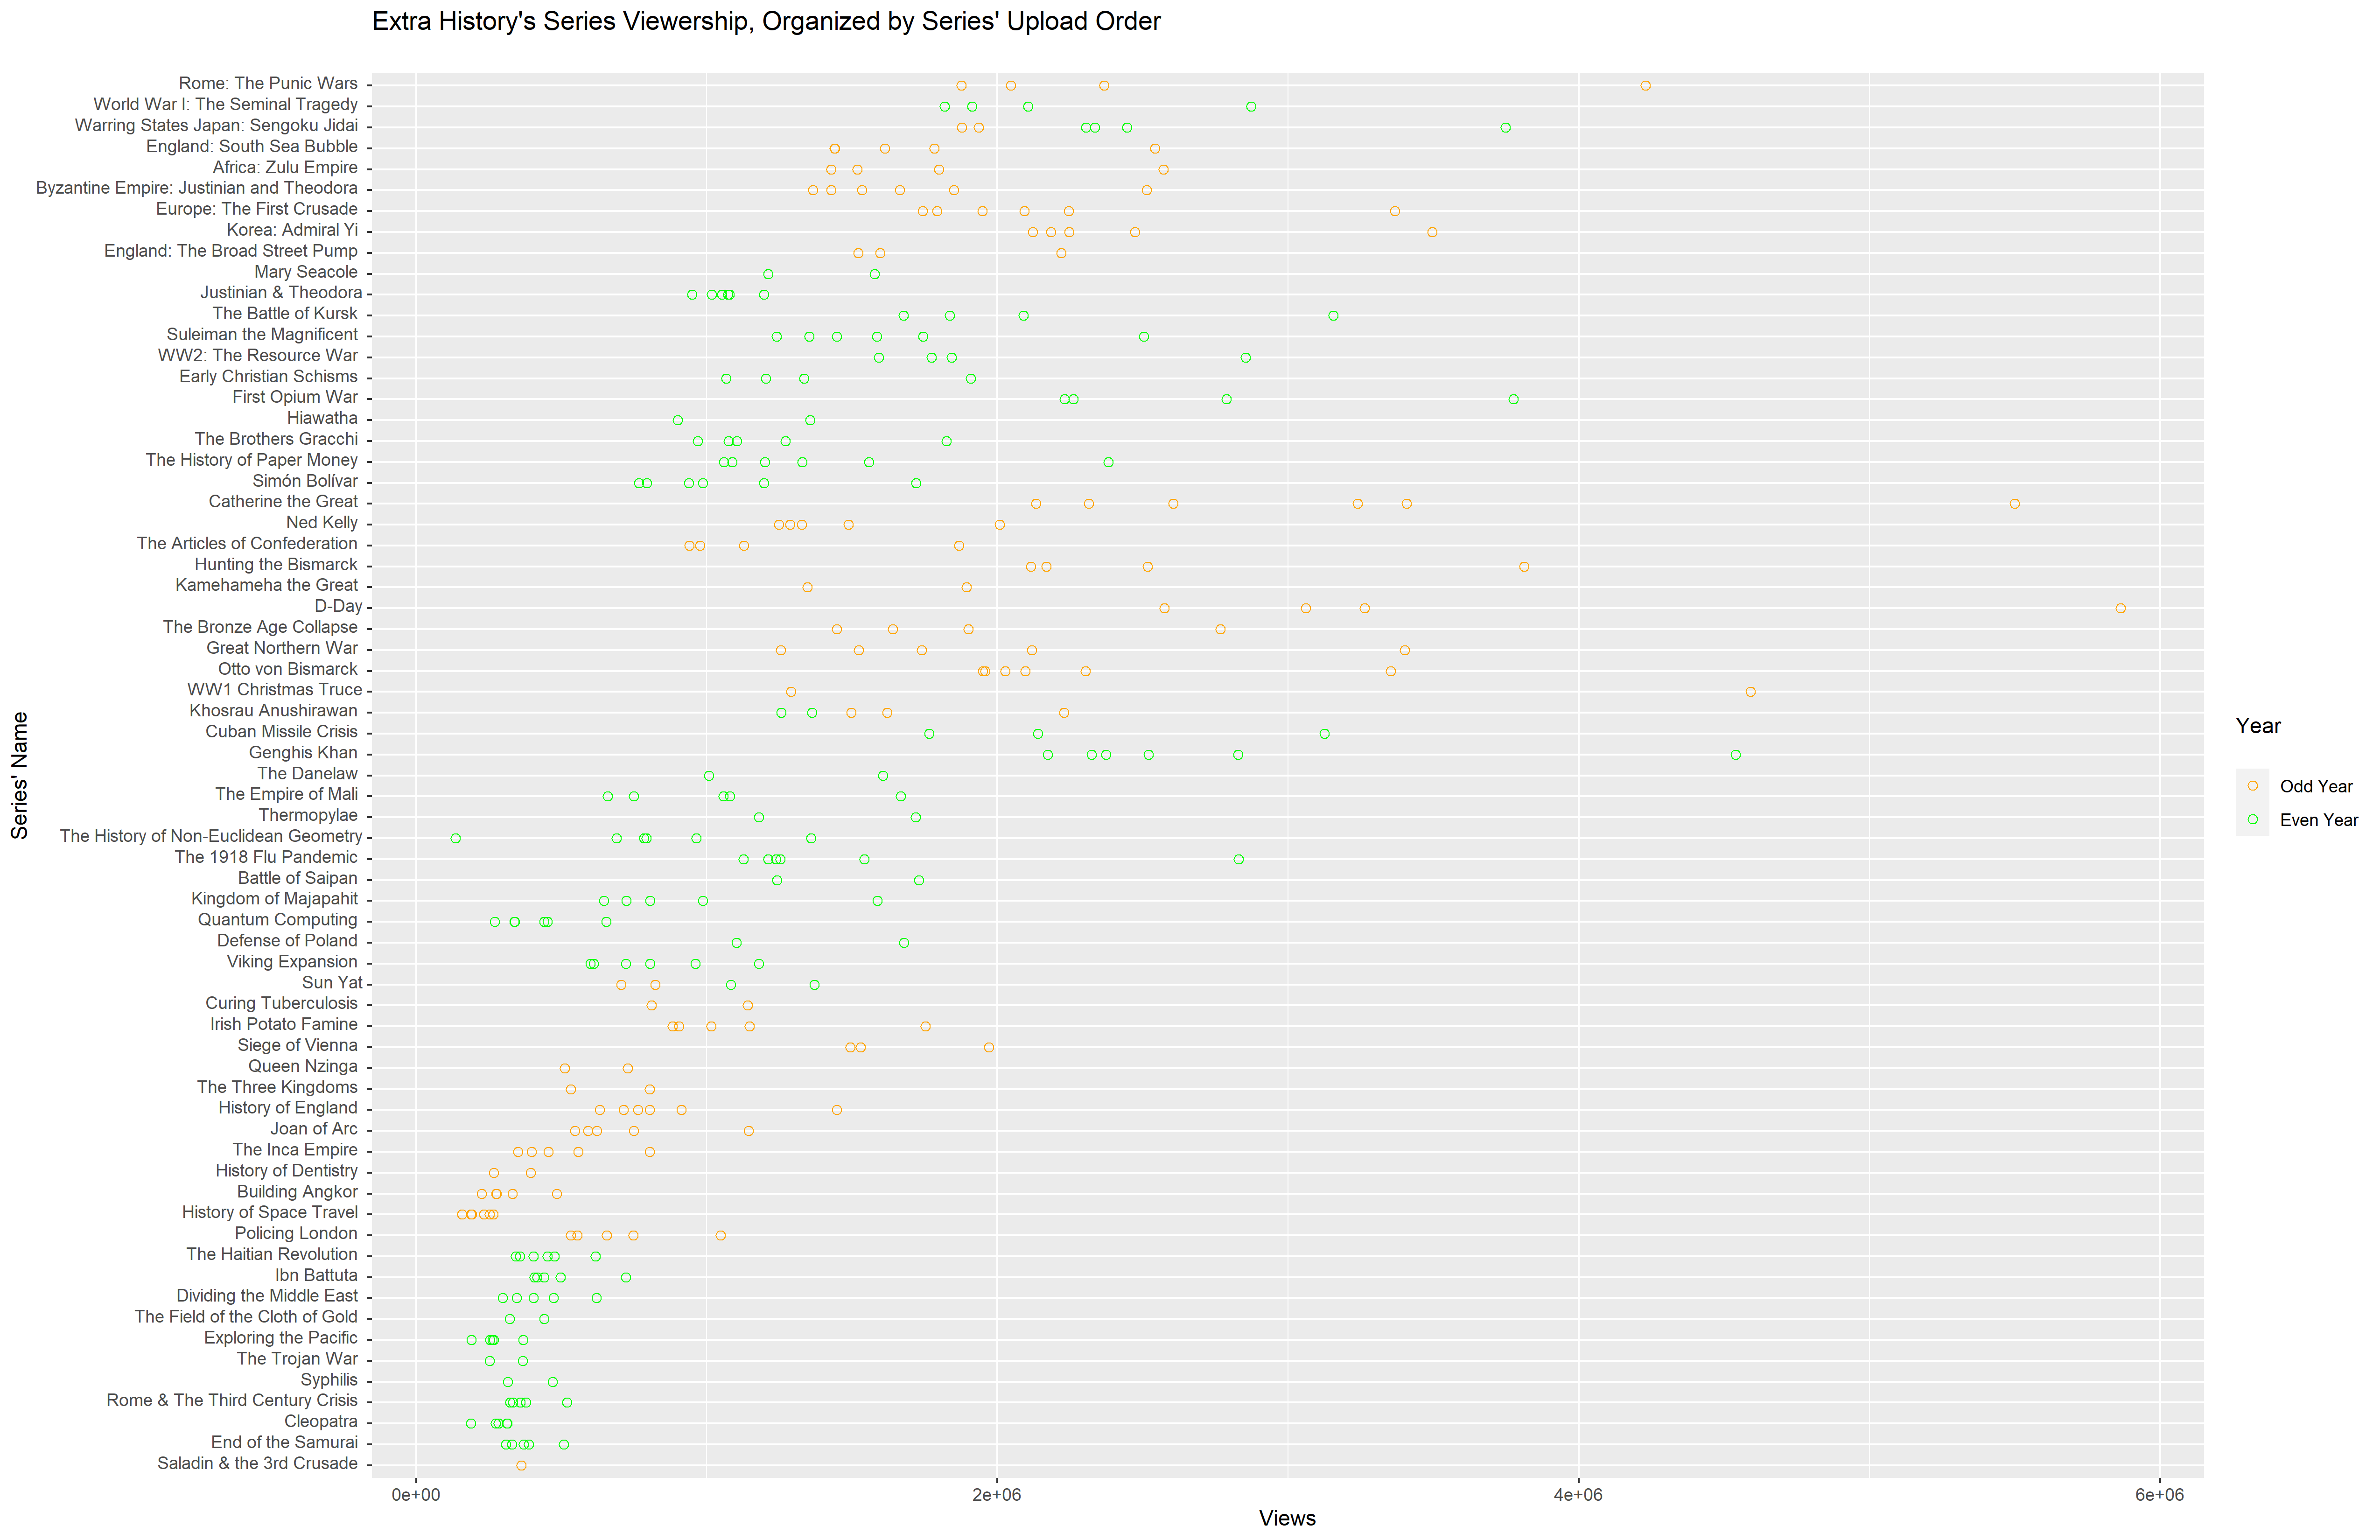 Extra History's Series Viewership, Organized by Series' Upload Order
Rome: The Punic Wars
World War I: The Seminal Tragedy
Warring States Japan: Sengoku Jidai
England: South Sea Bubble
Africa: Zulu Empire
Byzantine Empire: Justinian and Theodora
Europe: The First Crusade
Korea: Admiral Yi
England: The Broad Street Pump
Mary Seacole
Justinian & Theodora
The Battle of Kursk
Suleiman the Magnificent
WW2: The Resource War
Early Christian Schisms
First Opium War
Hiawatha
The Brothers Gracchi
The History of Paper Money
Simón Bolívar
Catherine the Great
Ned Kelly
The Articles of Confederation
Hunting the Bismarck
Kamehameha the Great
D-Day
The Bronze Age Collapse
Great Northern War
Otto von Bismarck
WW1 Christmas Truce
Khosrau Anushirawan
Cuban Missile Crisis
Genghis Khan
The Danelaw
The Empire of Mali
Thermopylae
The History of Non-Euclidean Geometry
The 1918 Flu Pandemic
Battle of Saipan
Kingdom of Majapahit
Quantum Computing
Defense of Poland
Viking Expansion
Sun Yat
Curing Tuberculosis
Irish Potato Famine
Siege of Vienna
Queen Nzinga
The Three Kingdoms
History of England
Joan of Arc
The Inca Empire
History of Dentistry
Building Angkor
History of Space Travel
Policing London
The Haitian Revolution
Ibn Battuta
Dividing the Middle East
The Field of the Cloth of Gold
Exploring the Pacific
The Trojan War
Syphilis
Rome & The Third Century Crisis
Cleopatra
End of the Samurai
Saladin & the 3rd Crusade
0e+00 2e+06 4e+06 6e+06
Views
Series' Name
Year
Odd Year
Even Year